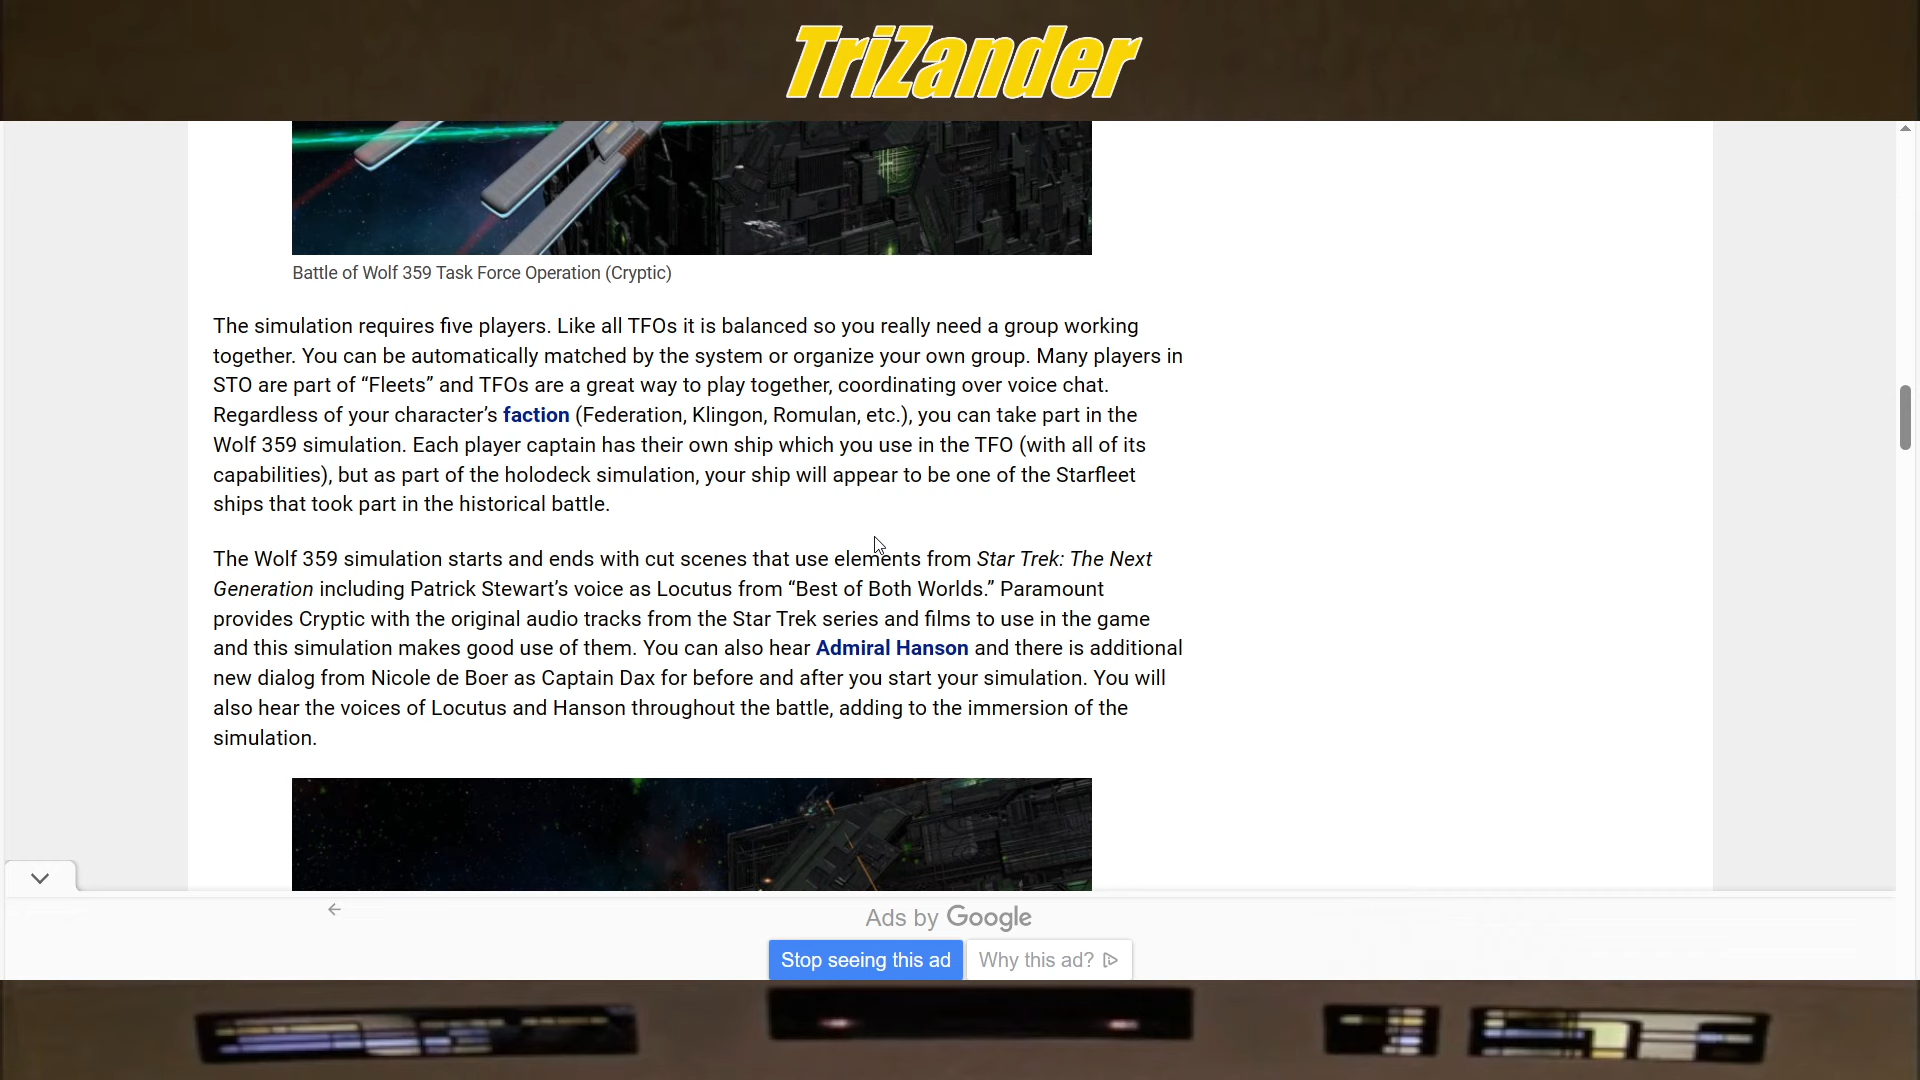 TriZander
Battle of Wolf 359 Task Force Operation (Cryptic)
The simulation requires five players. Like all TFOs it is balanced so you really need a group working
together. You can be automatically matched by the system or organize your own group. Many players in
STO are part of “Fleets” and TFOs are a great way to play together, coordinating over voice chat.
Regardless of your character’s faction (Federation, Klingon, Romulan, etc.), you can take part in the
Wolf 359 simulation. Each player captain has their own ship which you use in the TFO (with all of its
capabilities), but as part of the holodeck simulation, your ship will appear to be one of the Starfleet
ships that took part in the historical battle.
The Wolf 359 simulation starts and ends with cut scenes that use elements from Star Trek: The Next
Generation including Patrick Stewart’s voice as Locutus from “Best of Both Worlds.” Paramount
provides Cryptic with the original audio tracks from the Star Trek series and films to use in the game
and this simulation makes good use of them. You can also hear Admiral Hanson and there is additional
new dialog from Nicole de Boer as Captain Dax for before and after you start your simulation. You will
also hear the voices of Locutus and Hanson throughout the battle, adding to the immersion of the
simulation.
Ads by Google
Stop seeing this ad
Why this ad?